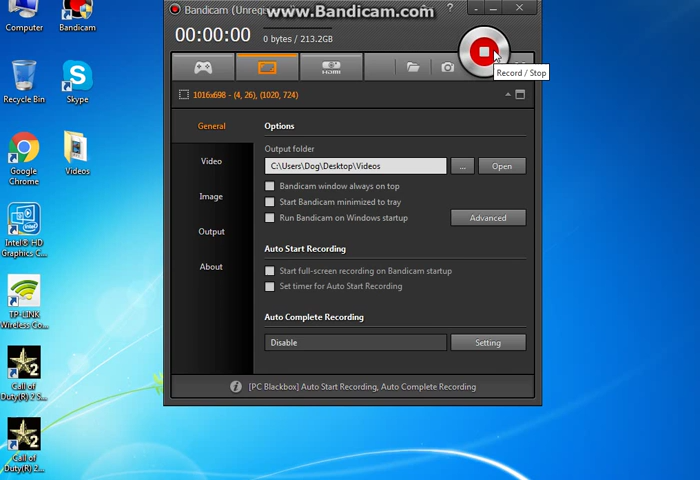 www.Bandicam.com
Computer
Bandicam
Bandicam (Unreg
?
00:00:00
0 bytes / 213.2GB
Record / Stop
HDMI
1016x698 - (4, 26), (1020, 724)
Recycle Bin
Skype
General
Options
Output folder
C:\Users\Dog\Desktop\Videos
...
Open
Google
Chrome
Videos
Video
Bandicam window always on top
Image
Start Bandicam minimized to tray
Run Bandicam on Windows startup
Advanced
Output
Intel® HD
Graphics C...
Auto Start Recording
About
Start full-screen recording on Bandicam startup
Set timer for Auto Start Recording
TP-LINK
Wireless Co...
Auto Complete Recording
Disable
Setting
2
Call of
Duty(R) 2 S...
[PC Blackbox] Auto Start Recording, Auto Complete Recording
2
Call of
Duty(R) 2...